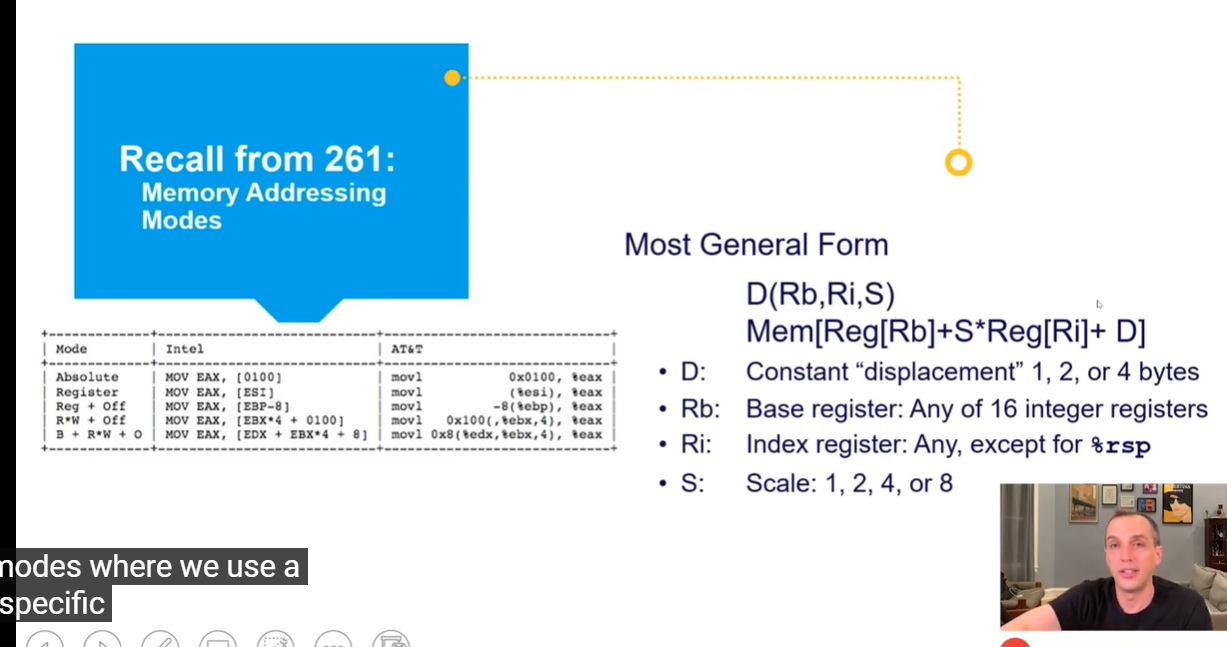 Recall from 261:
Memory Addressing
Modes
Most General Form
D(Rb,Ri,S)
Mem[Reg[Rb]+S*Reg[Ri]+ D]
• D: Constant “displacement” 1, 2, or 4 bytes
• Rb: Base register: Any of 16 integer registers
• Ri: Index register: Any, except for %rsp
• S: Scale: 1, 2, 4, or 8
+-------------+----------------------------+-----------------------------+
| Mode | Intel | AT&T |
+-------------+----------------------------+-----------------------------+
| Absolute | MOV EAX, [0100] | movl 0x0100, %eax |
| Register | MOV EAX, [ESI] | movl (%esi), %eax |
| Reg + Off | MOV EAX, [EBP-8] | movl -8(%ebp), %eax |
| R*W + Off | MOV EAX, [EBX*4 + 0100] | movl 0x100(,%ebx,4), %eax |
| B + R*W + O | MOV EAX, [EDX + EBX*4 + 8] | movl 0x8(%edx,%ebx,4), %eax |
+-------------+----------------------------+-----------------------------+
modes where we use a
specific